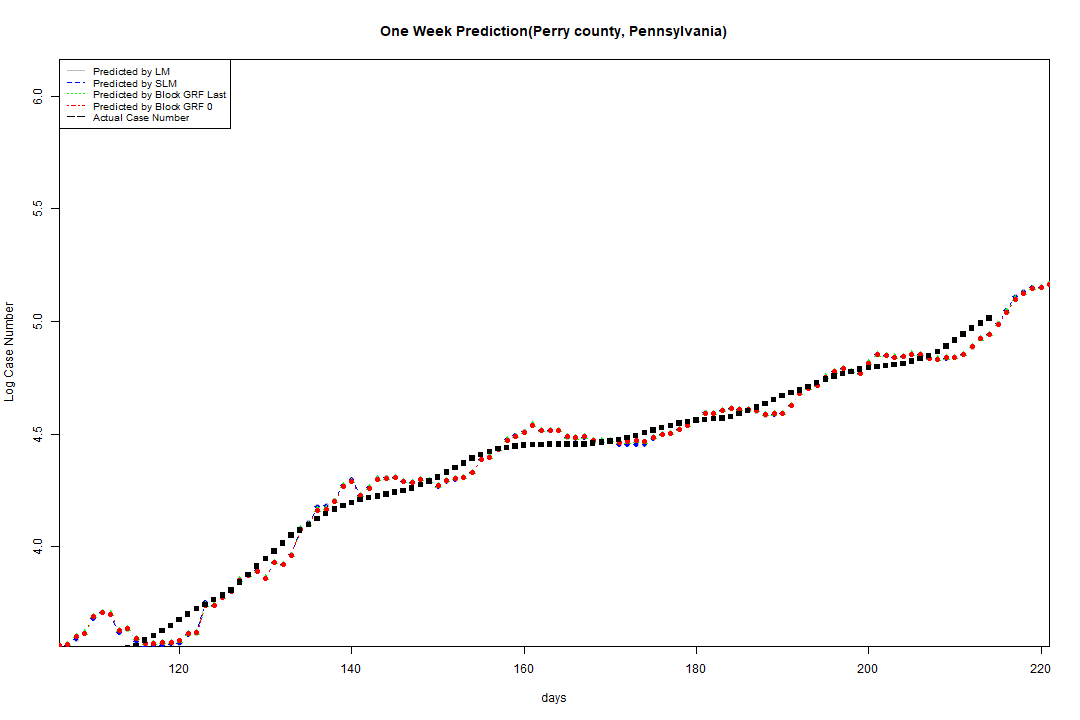 One Week Prediction(Perry county, Pennsylvania)
Predicted by LM
Predicted by SLM
Predicted by Block GRF Last
Predicted by Block GRF 0
Actual Case Number
6.0
5.5
5.0
4.5
4.0
Log Case Number
120 140 160 180 200 220
days